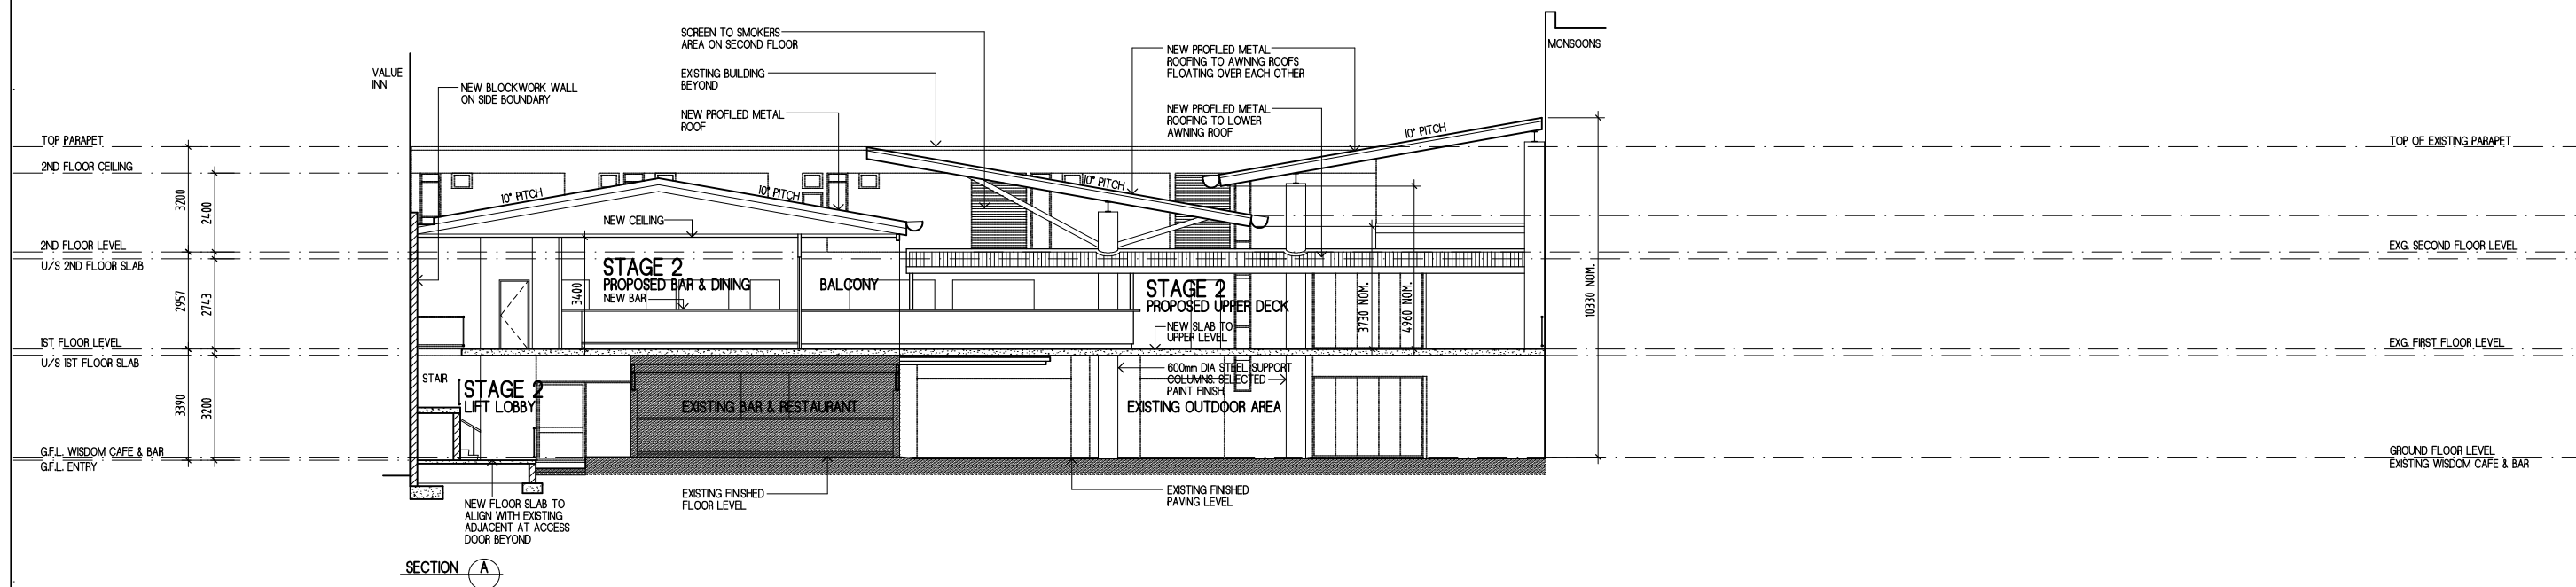 VALUE
INN
NEW BLOCKWORK WALL
ON SIDE BOUNDARY
SCREEN TO SMOKERS
AREA ON SECOND FLOOR
EXISTING BUILDING
BEYOND
NEW PROFILED METAL
ROOF
NEW PROFILED METAL
ROOFING TO AWNING ROOFS
FLOATING OVER EACH OTHER
NEW PROFILED METAL
ROOFING TO LOWER
AWNING ROOF
MONSOONS
TOP PARAPET
2ND FLOOR CEILING
2ND FLOOR LEVEL
U/S 2ND FLOOR SLAB
1ST FLOOR LEVEL
U/S 1ST FLOOR SLAB
G.F.L. WISDOM CAFE & BAR
G.F.L. ENTRY
3200
2400
2957
2743
3390
3200
10° PITCH
10° PITCH
10° PITCH
10° PITCH
NEW CEILING
STAGE 2
PROPOSED BAR & DINING
NEW BAR
3400
BALCONY
STAGE 2
PROPOSED UPPER DECK
NEW SLAB TO
UPPER LEVEL
3730 NOM.
4960 NOM.
10330 NOM.
STAIR
STAGE 2
LIFT LOBBY
EXISTING BAR & RESTAURANT
600mm DIA STEEL SUPPORT
COLUMNS. SELECTED
PAINT FINISH
EXISTING OUTDOOR AREA
TOP OF EXISTING PARAPET
EXG. SECOND FLOOR LEVEL
EXG. FIRST FLOOR LEVEL
GROUND FLOOR LEVEL
EXISTING WISDOM CAFE & BAR
NEW FLOOR SLAB TO
ALIGN WITH EXISTING
ADJACENT AT ACCESS
DOOR BEYOND
EXISTING FINISHED
FLOOR LEVEL
EXISTING FINISHED
PAVING LEVEL
SECTION A